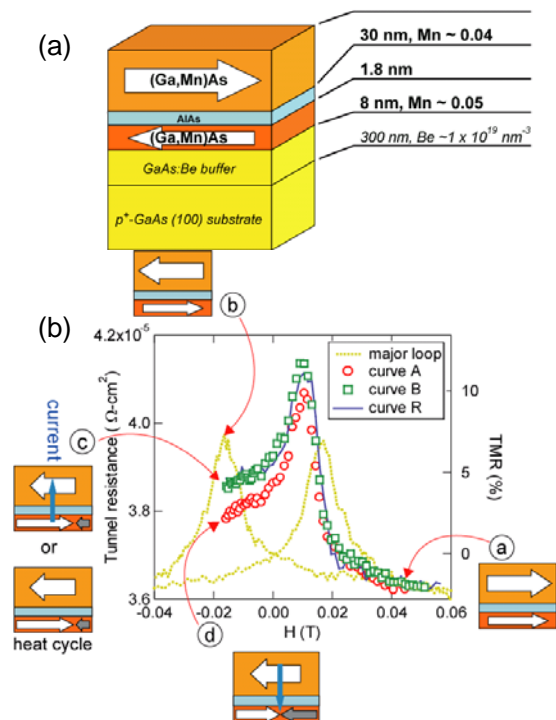 (a)
30 nm, Mn ~ 0.04
(Ga,Mn)As
1.8 nm
AlAs
8 nm, Mn ~ 0.05
(Ga,Mn)As
300 nm, Be ~1 x 10¹⁹ nm⁻³
GaAs:Be buffer
p⁺-GaAs (100) substrate
b
(b)
4.2x10⁻⁵
major loop
curve A
curve B
curve R
10
current
c
4.0
5
Tunnel resistance ( Ω-cm²)
TMR (%)
or
3.8
0
a
3.6
-0.04
-0.02
0.00
0.02
0.04
0.06
d
H (T)
heat cycle